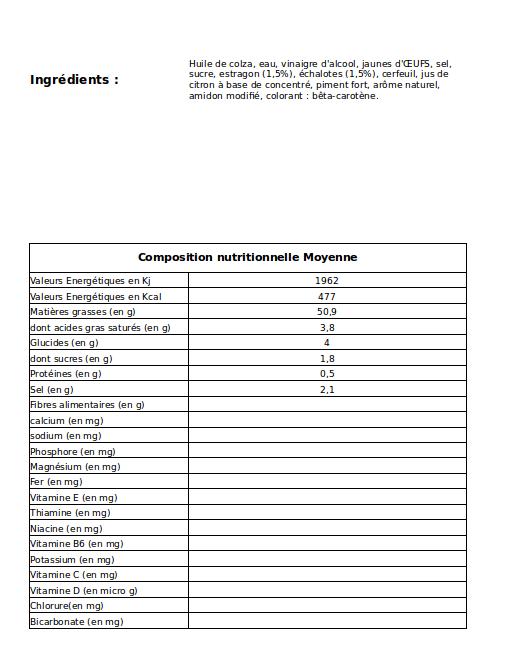 Ingrédients :
Huile de colza, eau, vinaigre d'alcool, jaunes d'ŒUFS, sel,
sucre, estragon (1,5%), échalotes (1,5%), cerfeuil, jus de
citron à base de concentré, piment fort, arôme naturel,
amidon modifié, colorant : bêta-carotène.
Composition nutritionnelle Moyenne
Valeurs Energétiques en Kj 1962
Valeurs Energétiques en Kcal 477
Matières grasses (en g) 50,9
dont acides gras saturés (en g) 3,8
Glucides (en g) 4
dont sucres (en g) 1,8
Protéines (en g) 0,5
Sel (en g) 2,1
Fibres alimentaires (en g)
calcium (en mg)
sodium (en mg)
Phosphore (en mg)
Magnésium (en mg)
Fer (en mg)
Vitamine E (en mg)
Thiamine (en mg)
Niacine (en mg)
Vitamine B6 (en mg)
Potassium (en mg)
Vitamine C (en mg)
Vitamine D (en micro g)
Chlorure(en mg)
Bicarbonate (en mg)